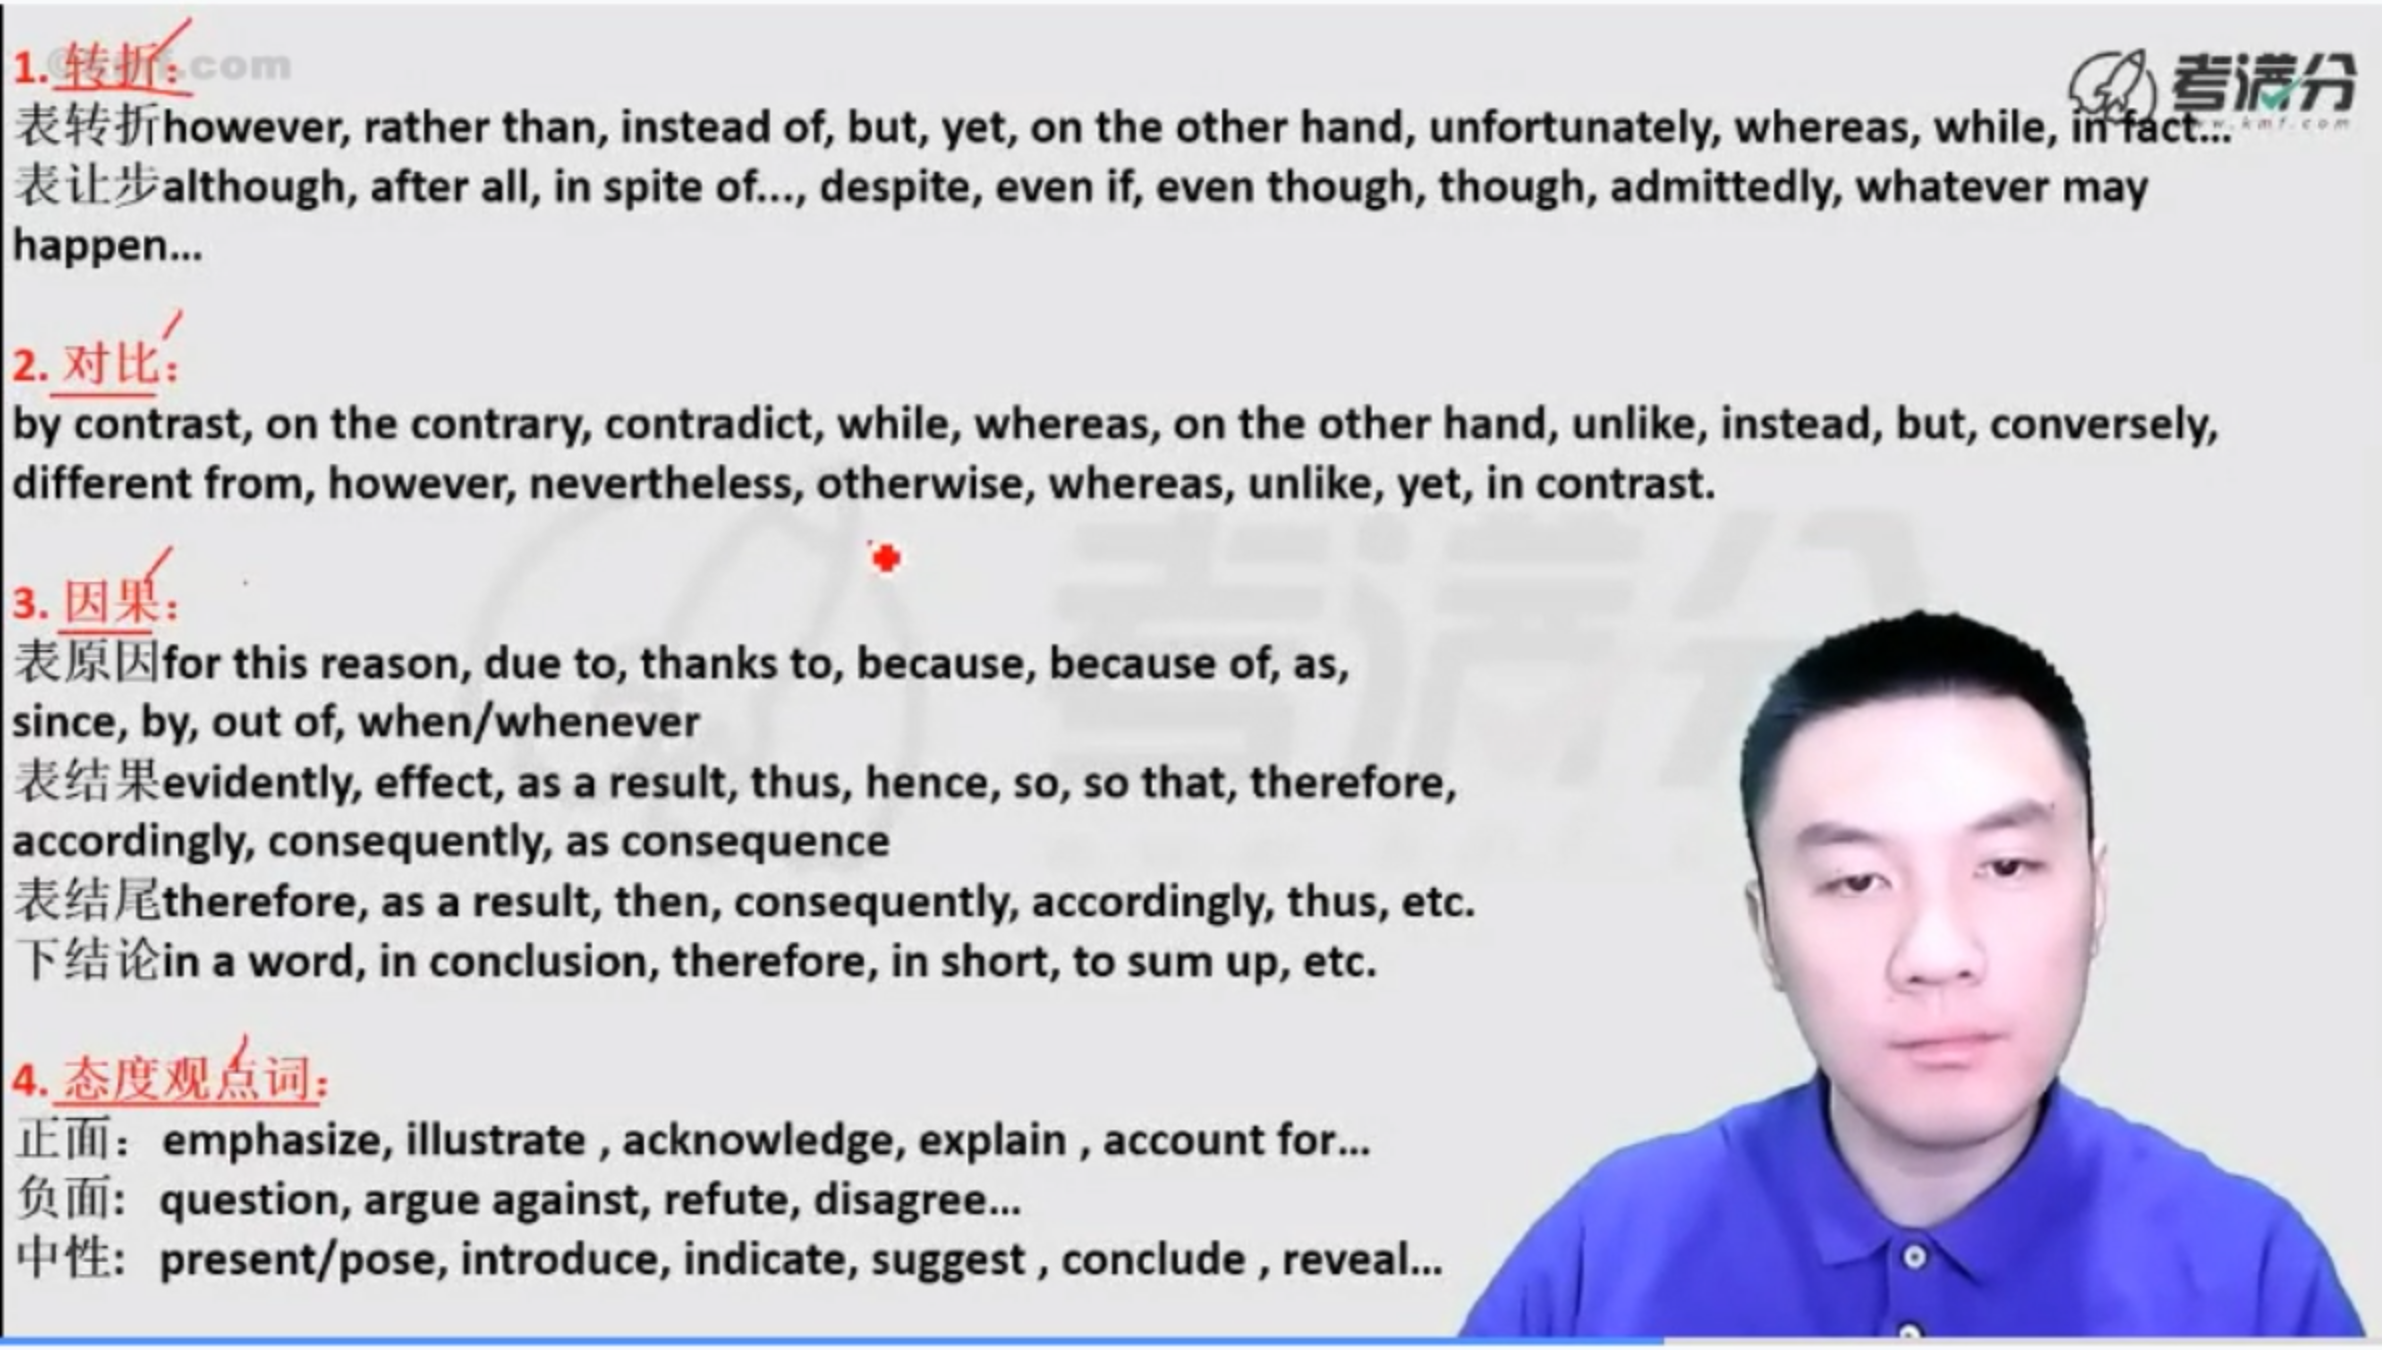 1. 转折：
考满分
www.kmf.com
表转折however, rather than, instead of, but, yet, on the other hand, unfortunately, whereas, while, in fact...
表让步although, after all, in spite of..., despite, even if, even though, though, admittedly, whatever may
happen...
2. 对比：
by contrast, on the contrary, contradict, while, whereas, on the other hand, unlike, instead, but, conversely,
different from, however, nevertheless, otherwise, whereas, unlike, yet, in contrast.
3. 因果：
表原因for this reason, due to, thanks to, because, because of, as,
since, by, out of, when/whenever
表结果evidently, effect, as a result, thus, hence, so, so that, therefore,
accordingly, consequently, as consequence
表结尾therefore, as a result, then, consequently, accordingly, thus, etc.
下结论in a word, in conclusion, therefore, in short, to sum up, etc.
4. 态度观点词：
正面： emphasize, illustrate , acknowledge, explain , account for...
负面: question, argue against, refute, disagree...
中性: present/pose, introduce, indicate, suggest , conclude , reveal...
考满分